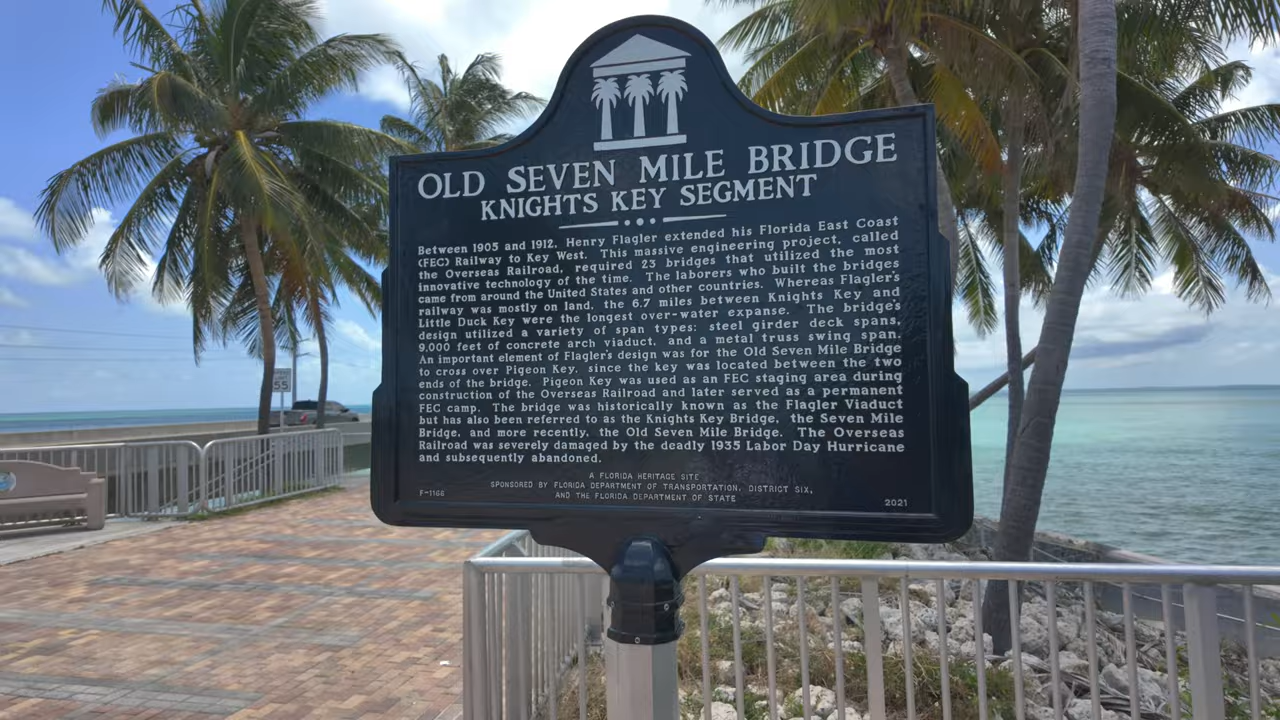 OLD SEVEN MILE BRIDGE
KNIGHTS KEY SEGMENT
Between 1905 and 1912, Henry Flagler extended his Florida East Coast
(FEC) Railway to Key West. This massive engineering project, called
the Overseas Railroad, required 23 bridges that utilized the most
innovative technology of the time. The laborers who built the bridges
came from around the United States and other countries. Whereas Flagler's
railway was mostly on land, the 6.7 miles between Knights Key and
Little Duck Key were the longest over-water expanse. The bridge's
design utilized a variety of span types: steel girder deck spans,
9,000 feet of concrete arch viaduct, and a metal truss swing span.
An important element of Flagler's design was for the Old Seven Mile Bridge
to cross over Pigeon Key, since the key was located between the two
ends of the bridge. Pigeon Key was used as an FEC staging area during
construction of the Overseas Railroad and later served as a permanent
FEC camp. The bridge was historically known as the Flagler Viaduct
but has also been referred to as the Knights Key Bridge, the Seven Mile
Bridge, and more recently, the Old Seven Mile Bridge. The Overseas
Railroad was severely damaged by the deadly 1935 Labor Day Hurricane
and subsequently abandoned.
A FLORIDA HERITAGE SITE
SPONSORED BY FLORIDA DEPARTMENT OF TRANSPORTATION, DISTRICT SIX,
AND THE FLORIDA DEPARTMENT OF STATE
F-1166
2021
55